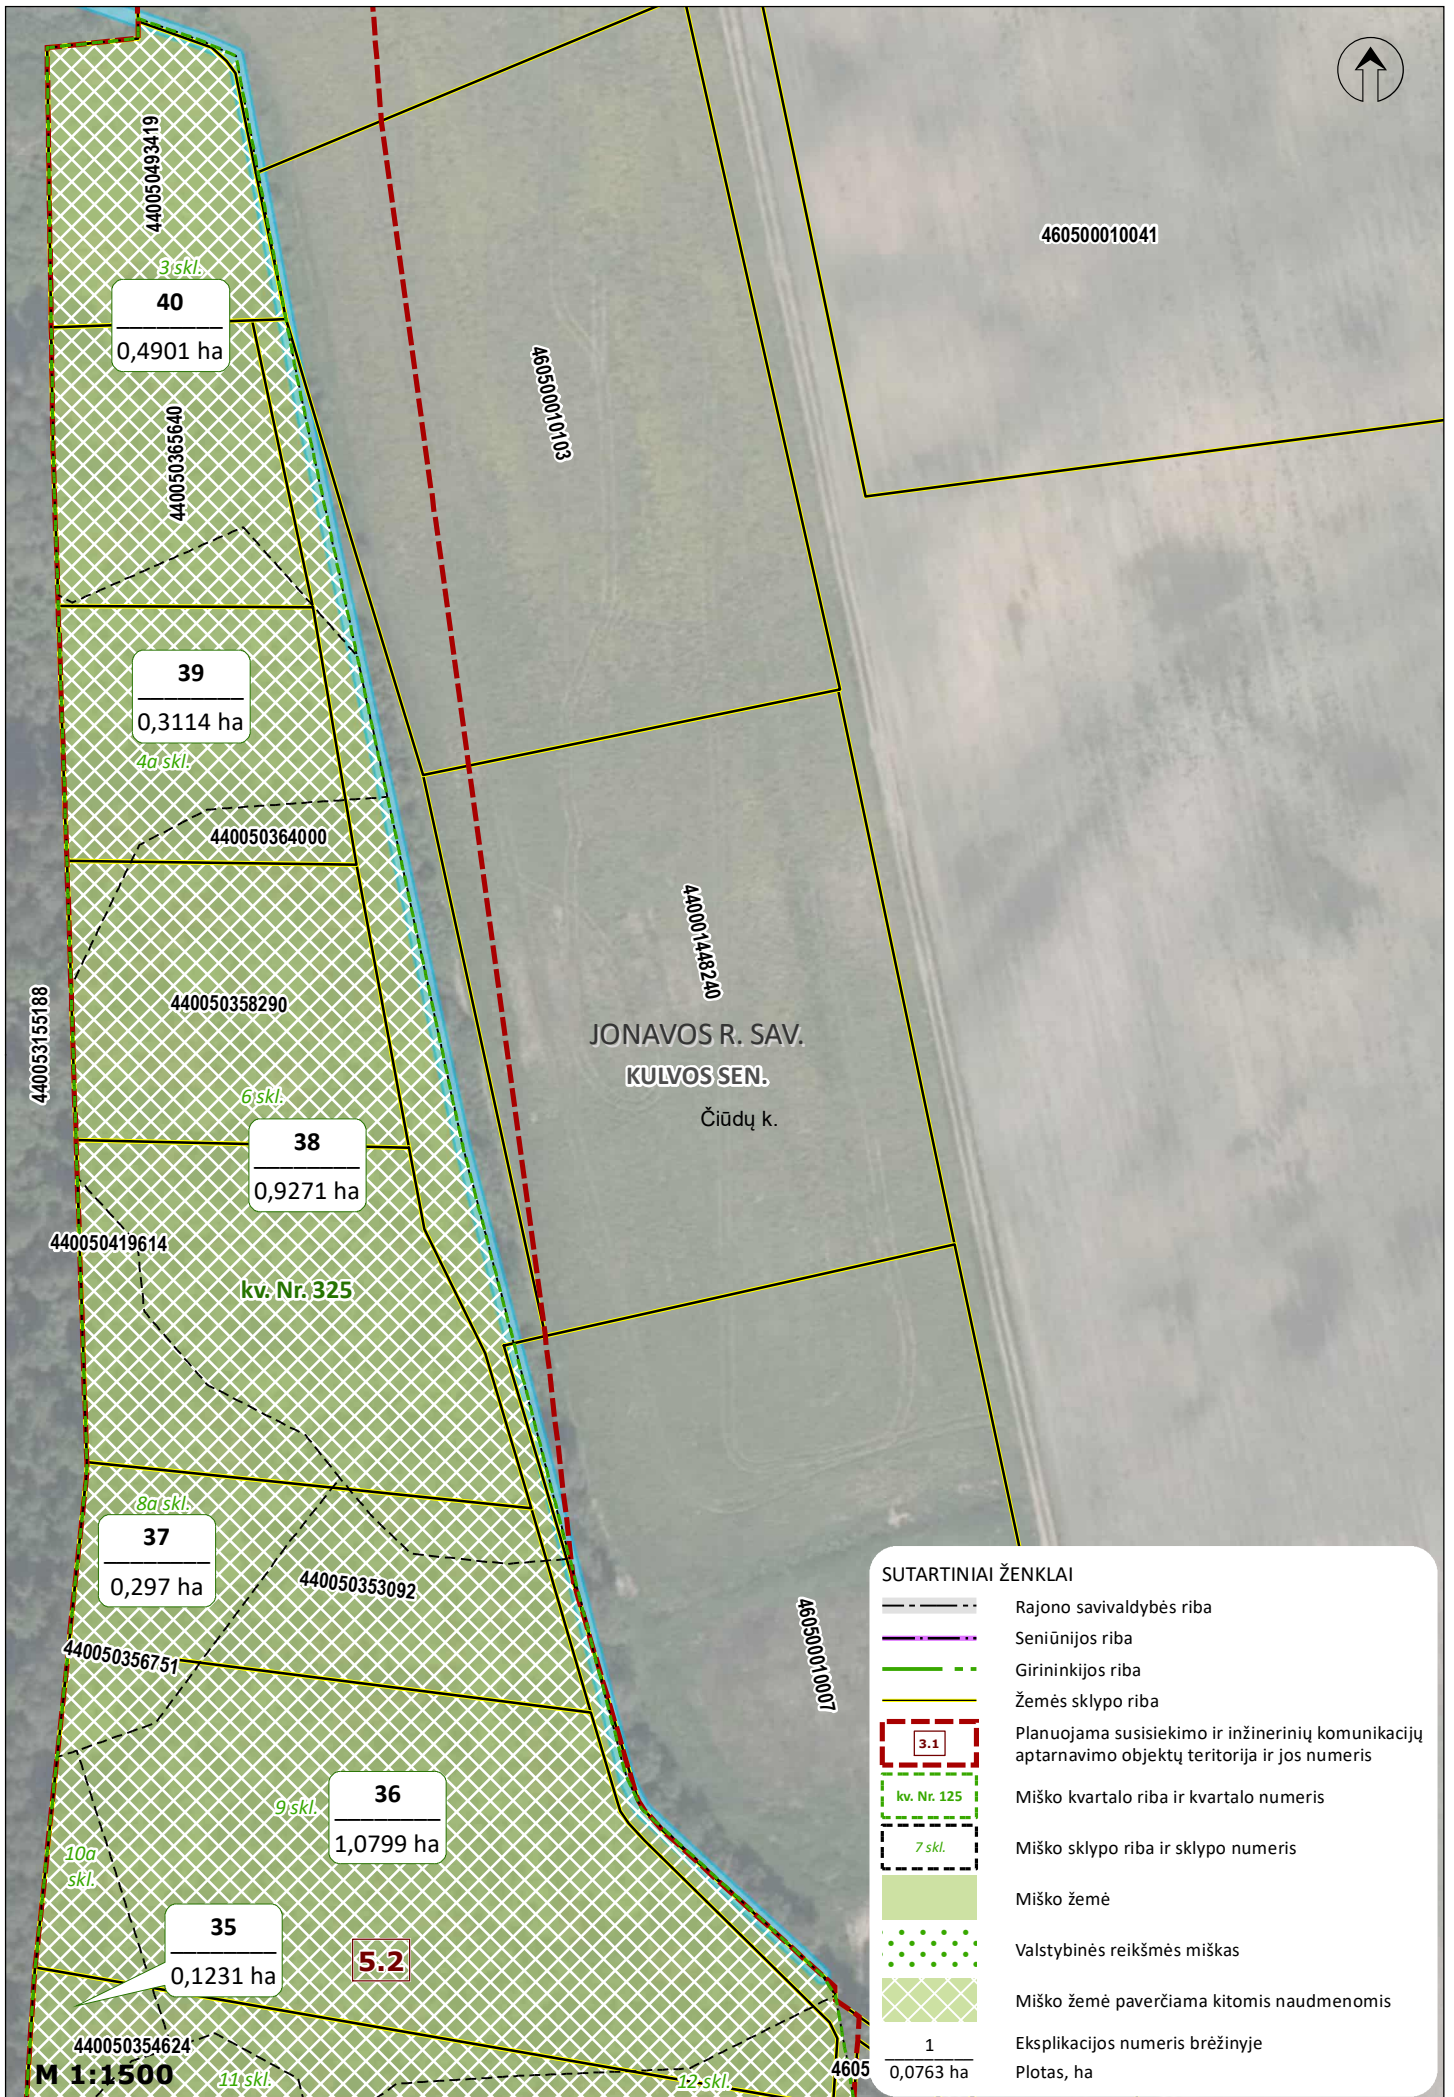 440050493419
3 skl.
40
0,4901 ha
460500010041
460500010103
440050365640
39
0,3114 ha
4a skl.
440050364000
440001448240
440050358290
440053155188
JONAVOS R. SAV.
KULVOS SEN.
Čiūdų k.
6 skl.
38
0,9271 ha
440050419614
kv. Nr. 325
8a skl.
37
0,297 ha
440050353092
440050356751
460500010007
36
1,0799 ha
9 skl.
10a
skl.
35
0,1231 ha
5.2
440050354624
M 1:1500
11 skl.
12 skl.
4605
SUTARTINIAI ŽENKLAI
Rajono savivaldybės riba
Seniūnijos riba
Girininkijos riba
Žemės sklypo riba
3.1
Planuojama susisiekimo ir inžinerinių komunikacijų
aptarnavimo objektų teritorija ir jos numeris
kv. Nr. 125
Miško kvartalo riba ir kvartalo numeris
7 skl.
Miško sklypo riba ir sklypo numeris
Miško žemė
Valstybinės reikšmės miškas
Miško žemė paverčiama kitomis naudmenomis
1
Eksplikacijos numeris brėžinyje
0,0763 ha
Plotas, ha